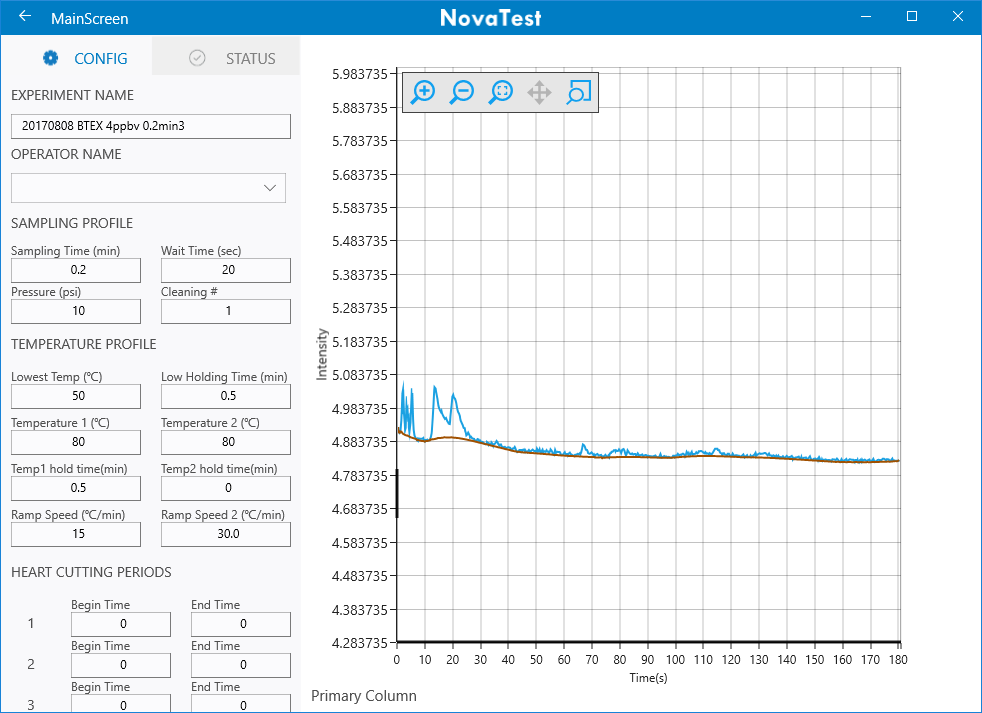 MainScreen
NovaTest
CONFIG
STATUS
EXPERIMENT NAME
20170808 BTEX 4ppbv 0.2min3
OPERATOR NAME
SAMPLING PROFILE
Sampling Time (min) Wait Time (sec)
0.2 20
Pressure (psi) Cleaning #
10 1
TEMPERATURE PROFILE
Lowest Temp (℃) Low Holding Time (min)
50 0.5
Temperature 1 (℃) Temperature 2 (℃)
80 80
Temp1 hold time(min) Temp2 hold time(min)
0.5 0
Ramp Speed (℃/min) Ramp Speed 2 (℃/min)
15 30.0
HEART CUTTING PERIODS
Begin Time End Time
1 0 0
Begin Time End Time
2 0 0
Begin Time End Time
3 0 0
5.983735
5.883735
5.783735
5.683735
5.583735
5.483735
5.383735
5.283735
5.183735
5.083735
4.983735
4.883735
4.783735
4.683735
4.583735
4.483735
4.383735
4.283735
Intensity
0 10 20 30 40 50 60 70 80 90 100 110 120 130 140 150 160 170 180
Time(s)
Primary Column